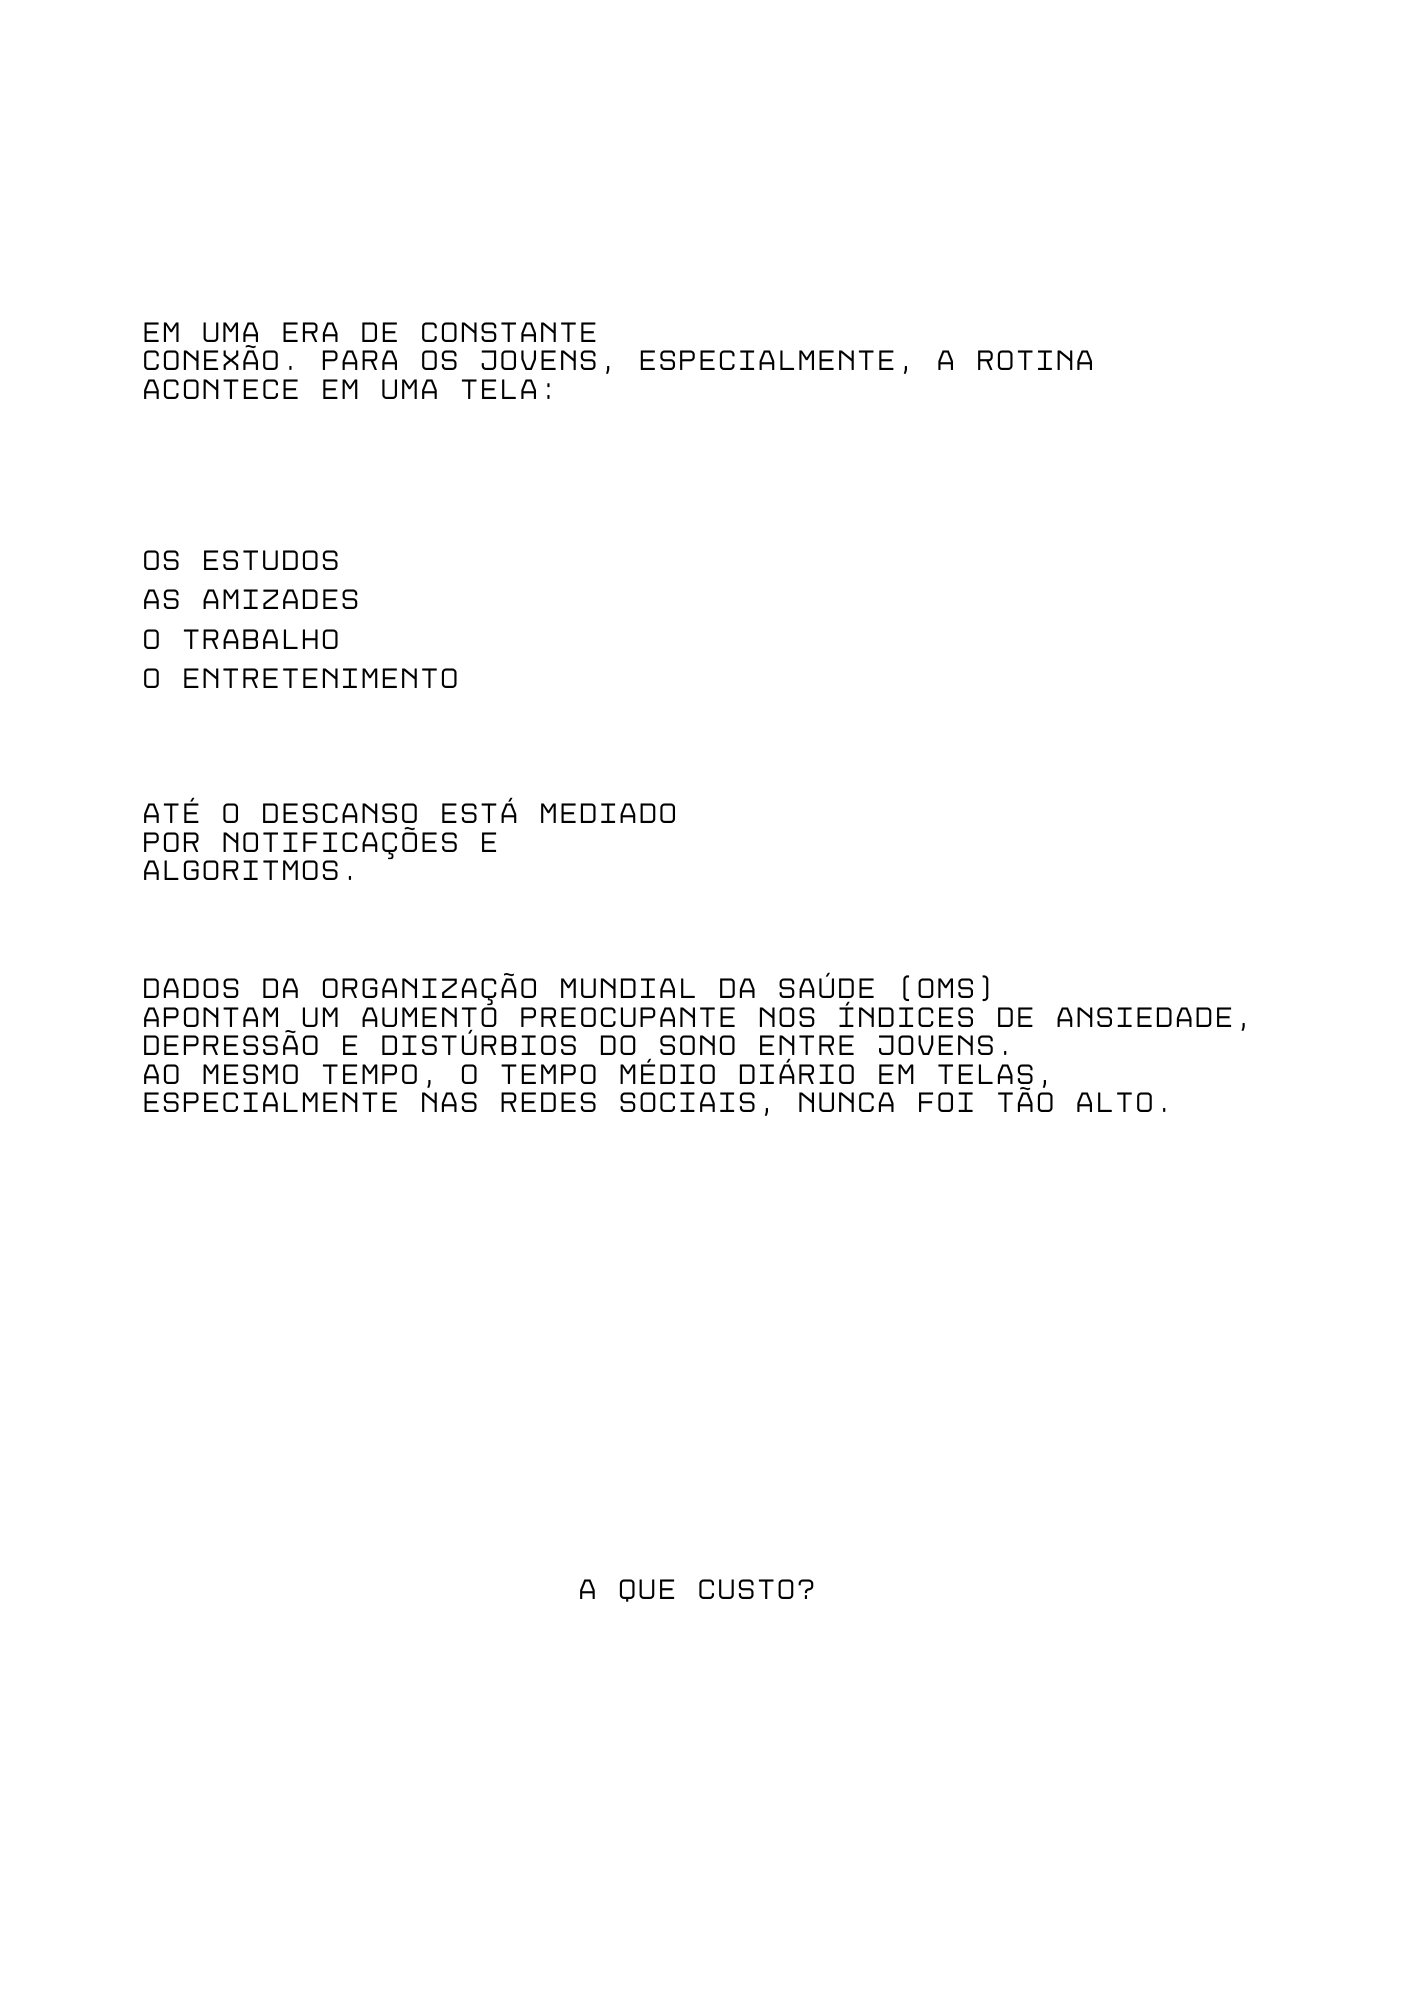 EM UMA ERA DE CONSTANTE
CONEXÃO. PARA OS JOVENS, ESPECIALMENTE, A ROTINA
ACONTECE EM UMA TELA:
OS ESTUDOS
AS AMIZADES
O TRABALHO
O ENTRETENIMENTO
ATÉ O DESCANSO ESTÁ MEDIADO
POR NOTIFICAÇÕES E
ALGORITMOS.
DADOS DA ORGANIZAÇÃO MUNDIAL DA SAÚDE (OMS)
APONTAM UM AUMENTO PREOCUPANTE NOS ÍNDICES DE ANSIEDADE,
DEPRESSÃO E DISTÚRBIOS DO SONO ENTRE JOVENS.
AO MESMO TEMPO, O TEMPO MÉDIO DIÁRIO EM TELAS,
ESPECIALMENTE NAS REDES SOCIAIS, NUNCA FOI TÃO ALTO.
A QUE CUSTO?